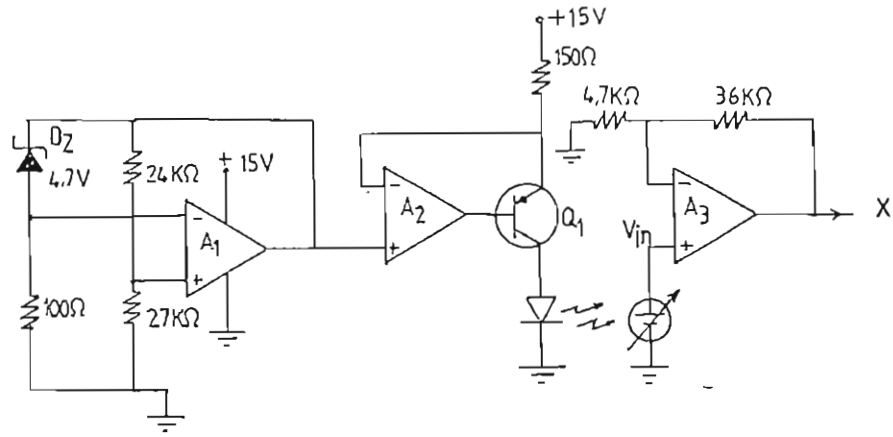 +15V
150Ω
4,7KΩ
36KΩ
DZ
4.7V
24KΩ
+15V
-
A1
+
-
A2
+
Q1
-
A3
+
Vin
X
100Ω
27KΩ